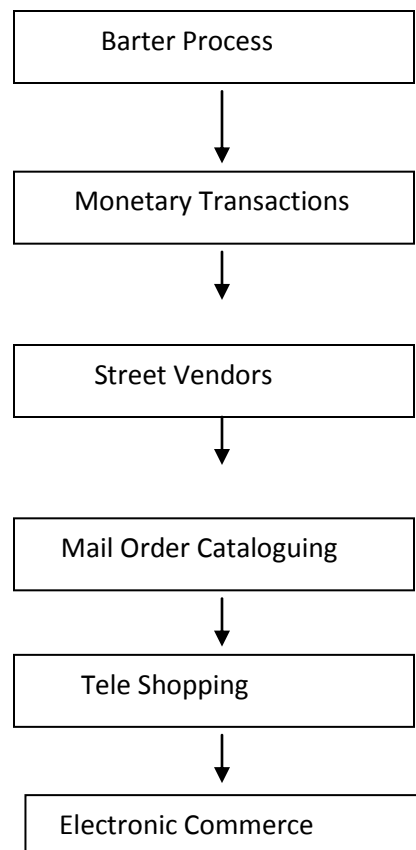 Barter Process
Monetary Transactions
Street Vendors
Mail Order Cataloguing
Tele Shopping
Electronic Commerce